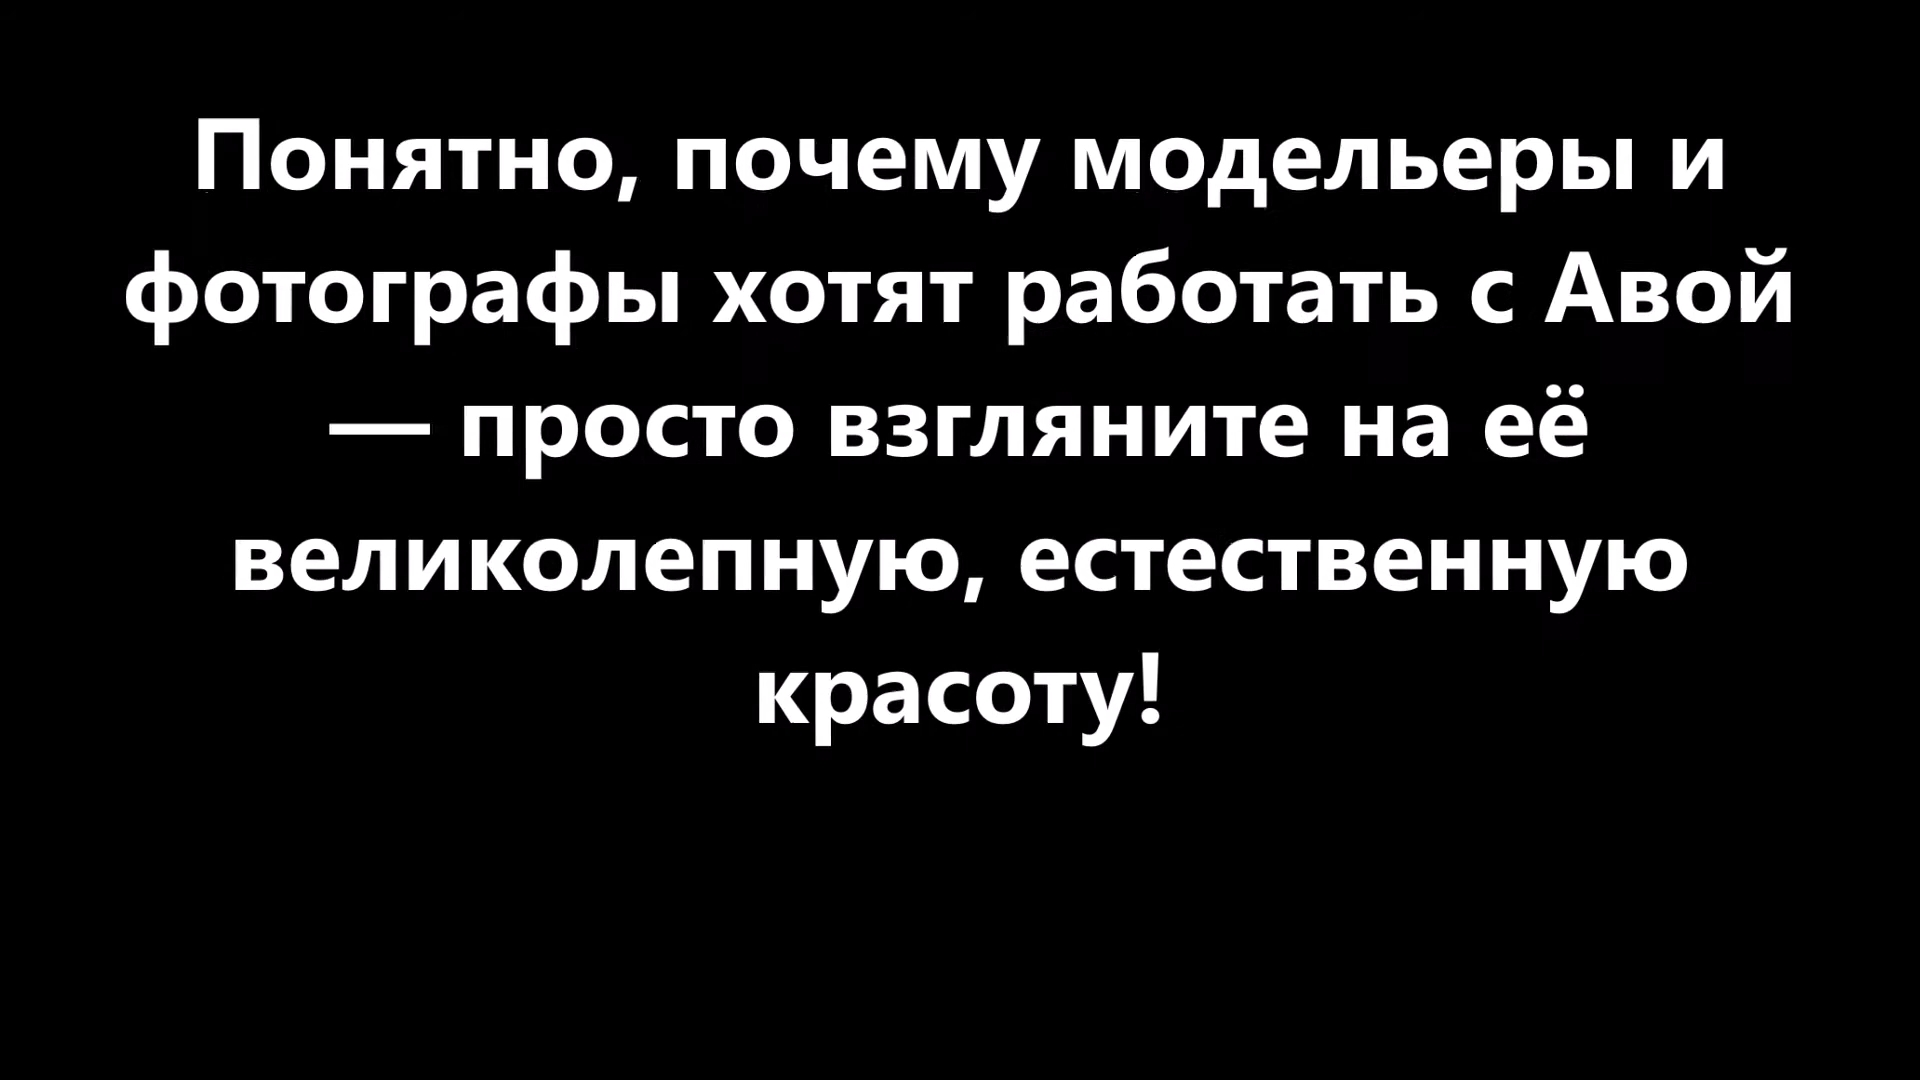 Понятно, почему модельеры и
фотографы хотят работать с Авой
— просто взгляните на её
великолепную, естественную
красоту!